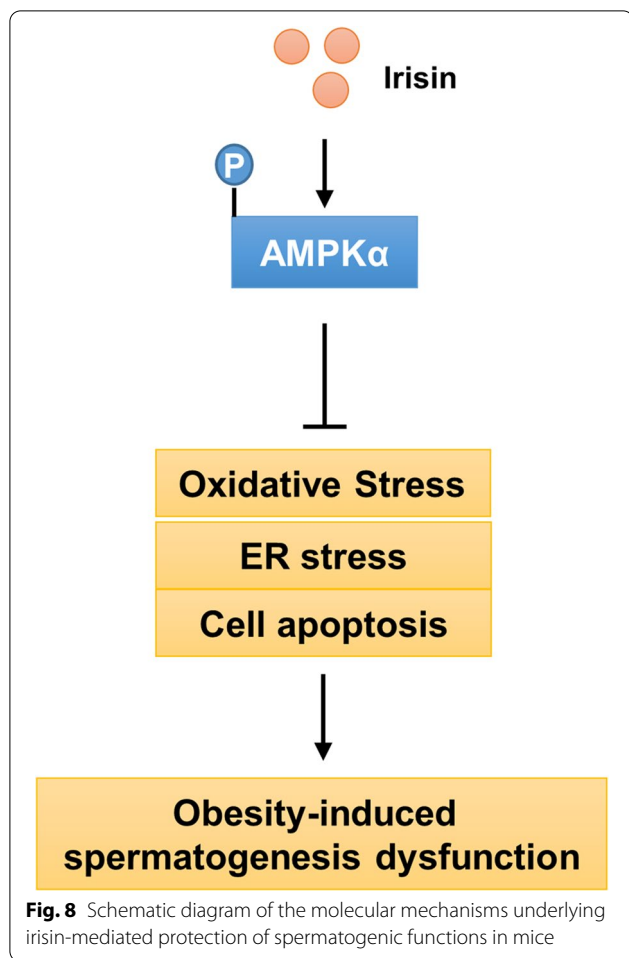 Irisin
P
AMPKα
Oxidative Stress
ER stress
Cell apoptosis
Obesity-induced
spermatogenesis dysfunction
Fig. 8 Schematic diagram of the molecular mechanisms underlying
irisin-mediated protection of spermatogenic functions in mice